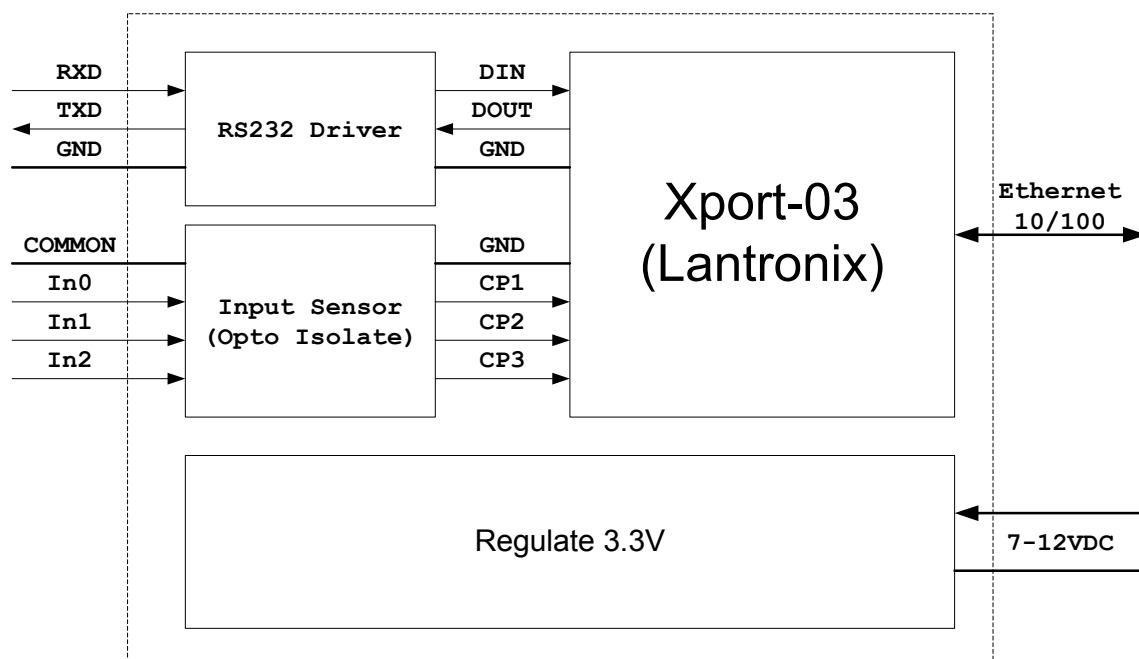 RXD
TXD
GND
RS232 Driver
DIN
DOUT
GND
COMMON
In0
In1
In2
Input Sensor
(Opto Isolate)
GND
CP1
CP2
CP3
Xport-03
(Lantronix)
Ethernet
10/100
Regulate 3.3V
7-12VDC